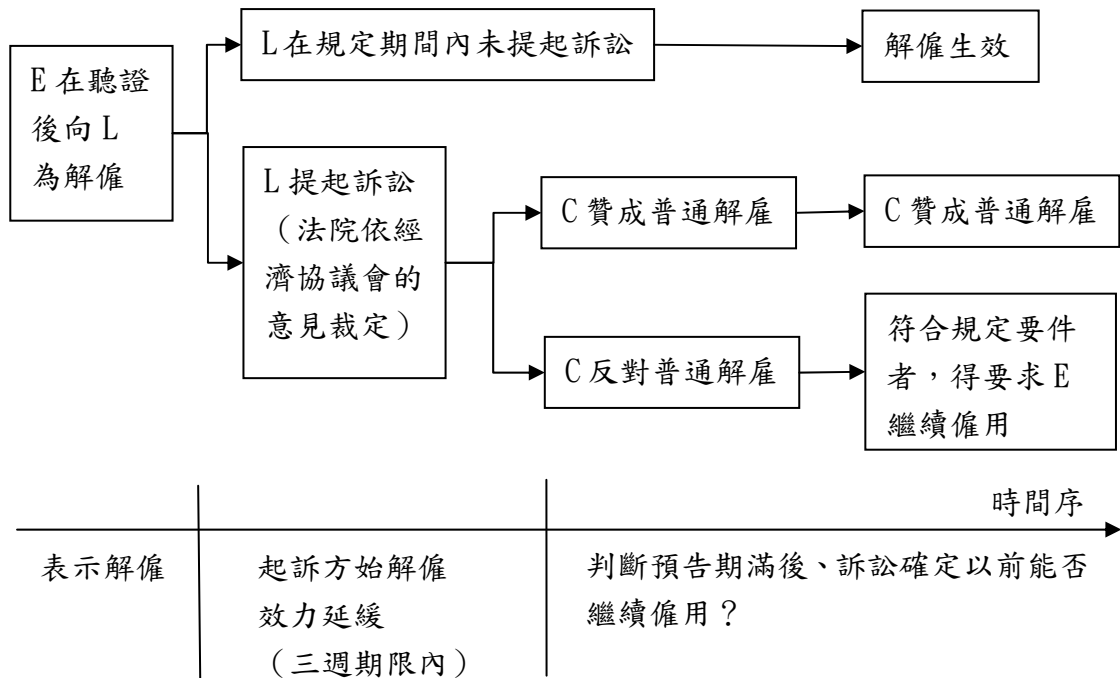 L在規定期間內未提起訴訟
解僱生效
E在聽證
後向L
為解僱
L提起訴訟
（法院依經
濟協議會的
意見裁定）
C贊成普通解雇
C贊成普通解雇
C反對普通解雇
符合規定要件
者，得要求E
繼續僱用
時間序
表示解僱
起訴方始解僱
效力延緩
（三週期限內）
判斷預告期滿後、訴訟確定以前能否
繼續僱用？